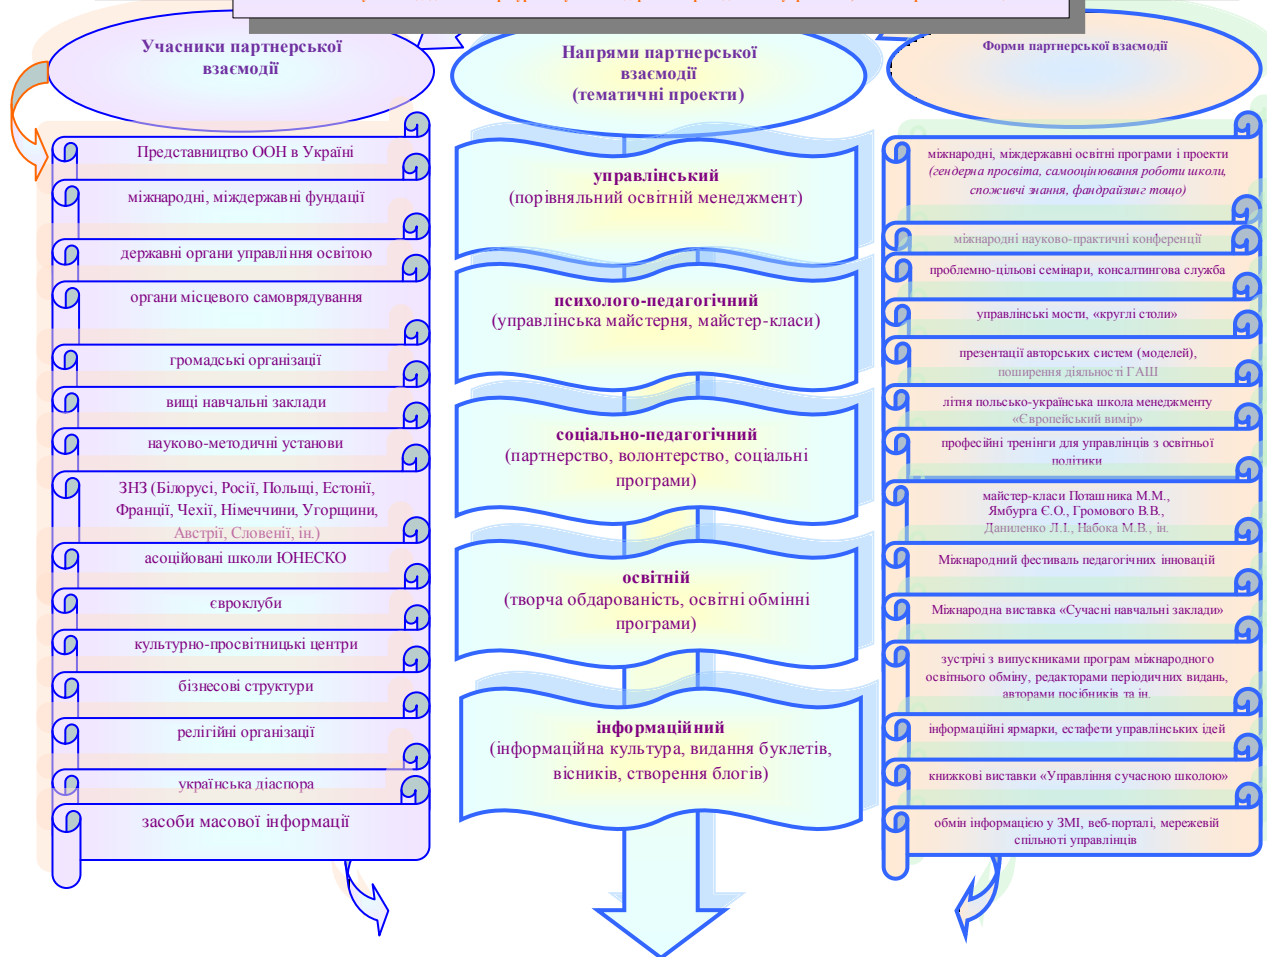 Учасники партнерської
взаємодії
Представництво ООН в Україні
міжнародні, міждержавні фундації
державні органи управління освітою
органи місцевого самоврядування
громадські організації
вищі навчальні заклади
науково-методичні установи
ЗНЗ (Білорусі, Росії, Польщі, Естонії,
Франції, Чехії, Німеччини, Угорщини,
Австрії, Словенії, ін.)
асоційовані школи ЮНЕСКО
євроклуби
культурно-просвітницькі центри
бізнесові структури
релігійні організації
українська діаспора
засоби масової інформації
Напрями партнерської
взаємодії
(тематичні проекти)
управлінський
(порівняльний освітній менеджмент)
психолого-педагогічний
(управлінська майстерня, майстер-класи)
соціально-педагогічний
(партнерство, волонтерство, соціальні
програми)
освітній
(творча обдарованість, освітні обмінні
програми)
інформаційний
(інформаційна культура, видання буклетів,
вісників, створення блогів)
Форми партнерської взаємодії
міжнародні, міждержавні освітні програми і проекти
(гендерна просвіта, самооцінювання роботи школи,
споживчі знання, фандрайзинг тощо)
міжнародні науково-практичні конференції
проблемно-цільові семінари, консалтингова служба
управлінські мости, «круглі столи»
презентації авторських систем (моделей),
поширення діяльності ГАШ
літня польсько-українська школа менеджменту
«Європейський вимір»
професійні тренінги для управлінців з освітньої
політики
майстер-класи Поташника М.М.,
Ямбурга Є.О., Громового В.В.,
Даниленко Л.І., Набока М.В., ін.
Міжнародний фестиваль педагогічних інновацій
Міжнародна виставка «Сучасні навчальні заклади»
зустрічі з випускниками програм міжнародного
освітнього обміну, редакторами періодичних видань,
авторами посібників та ін.
інформаційні ярмарки, естафети управлінських ідей
книжкові виставки «Управління сучасною школою»
обмін інформацією у ЗМІ, веб-порталі, мережевій
спільноті управлінців